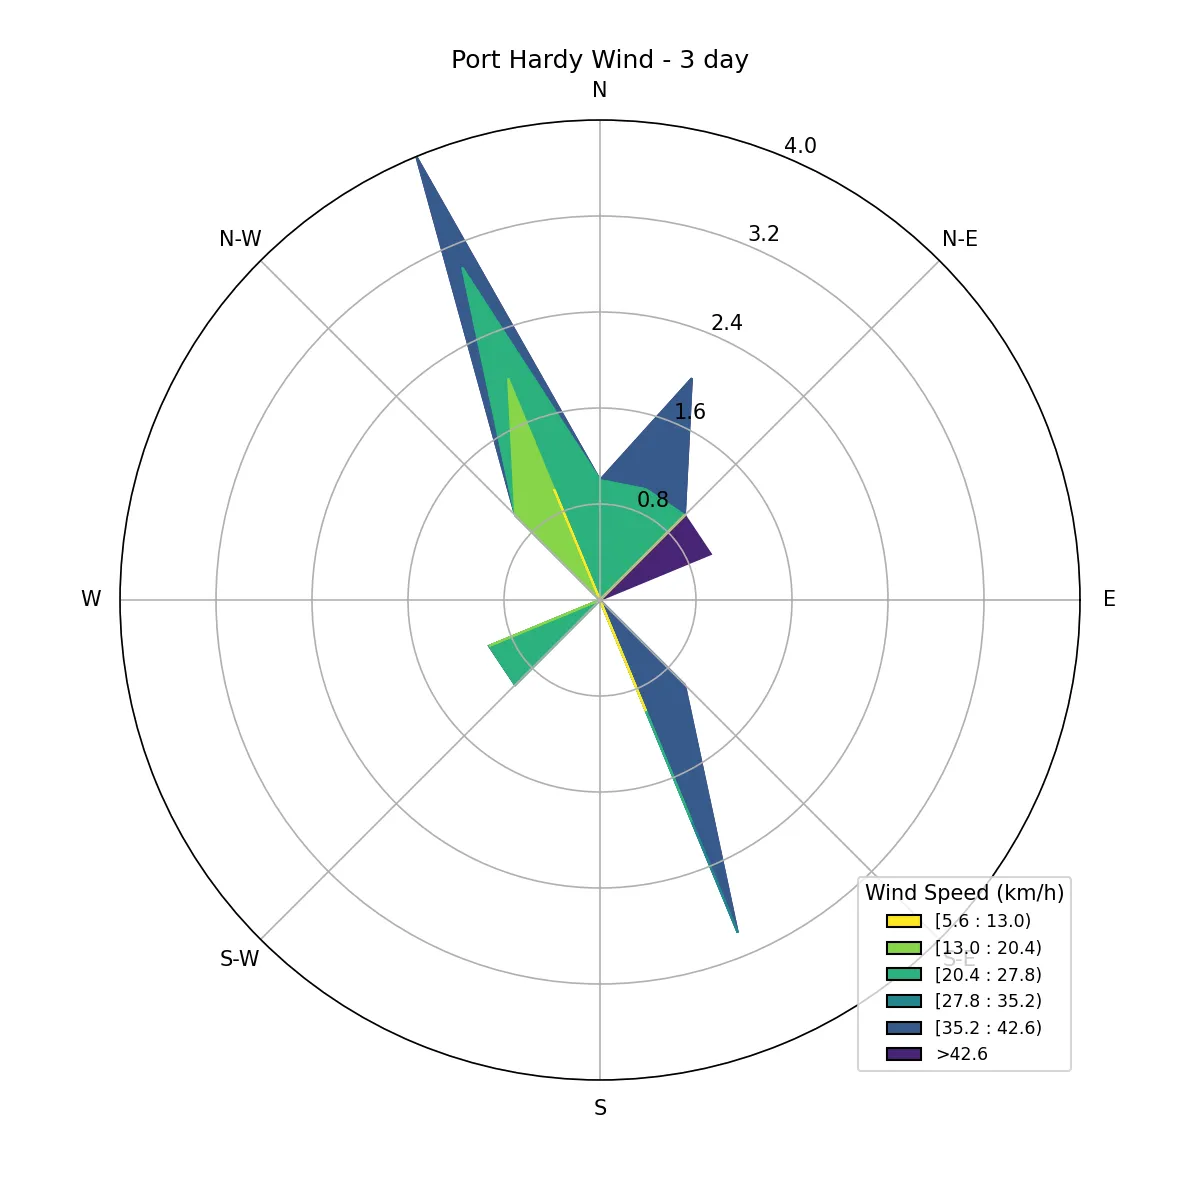 Port Hardy Wind - 3 day
N
4.0
N-W
N-E
3.2
2.4
1.6
0.8
W
E
Wind Speed (km/h)
[5.6 : 13.0)
[13.0 : 20.4)
S-W
S-E
[20.4 : 27.8)
[27.8 : 35.2)
[35.2 : 42.6)
>42.6
S